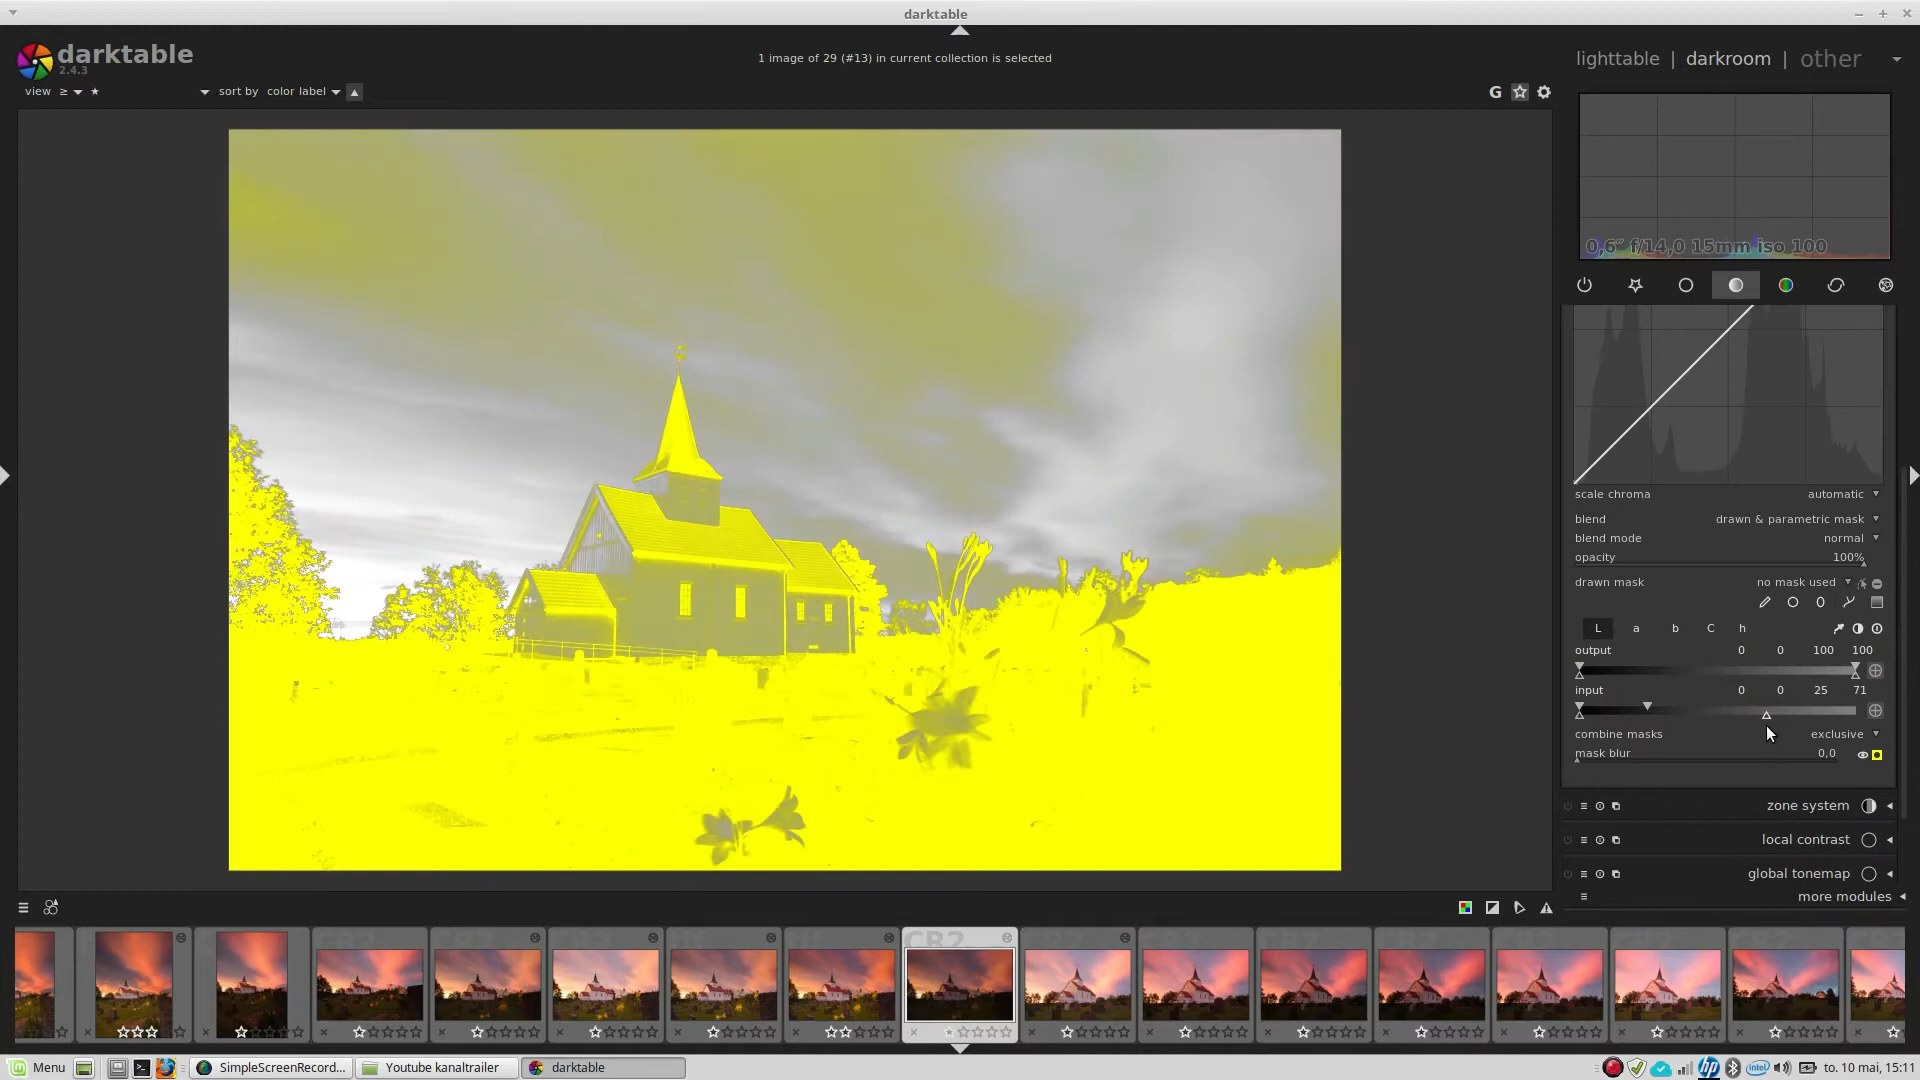 darktable
darktable
2.4.3
1 image of 29 (#13) in current collection is selected
lighttable | darkroom | other
view ≥ ★ sort by color label
G
0,6" f/14,0 15mm iso 100
scale chroma automatic
blend drawn & parametric mask
blend mode normal
opacity 100%
drawn mask no mask used
L a b C h
output 0 0 100 100
input 0 0 25 71
combine masks exclusive
mask blur 0,0
zone system
local contrast
global tonemap
more modules
CR2
Menu SimpleScreenRecord... Youtube kanaltrailer darktable hp intel to. 10 mai, 15:11